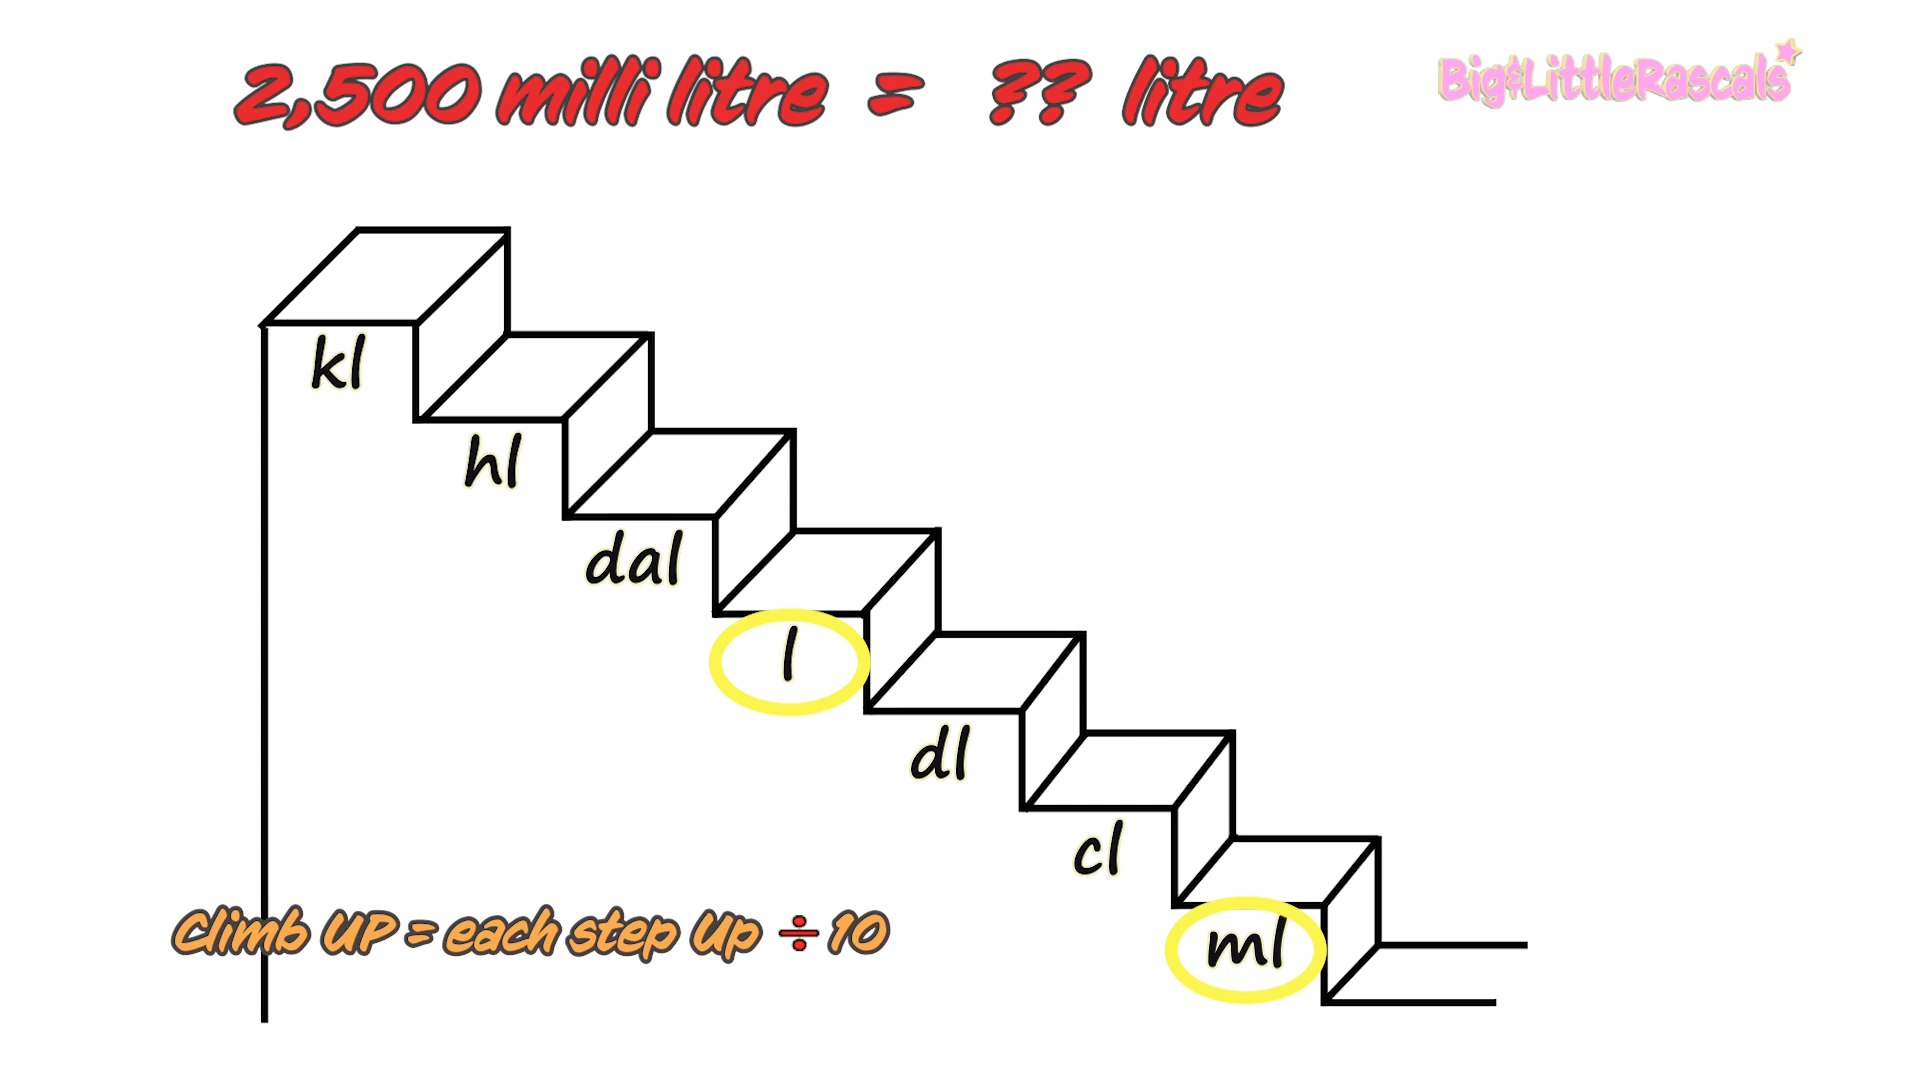 2,500 milli litre = ?? litre
Big&LittleRascals
kl
hl
dal
l
dl
cl
ml
Climb UP = each step Up ÷ 10